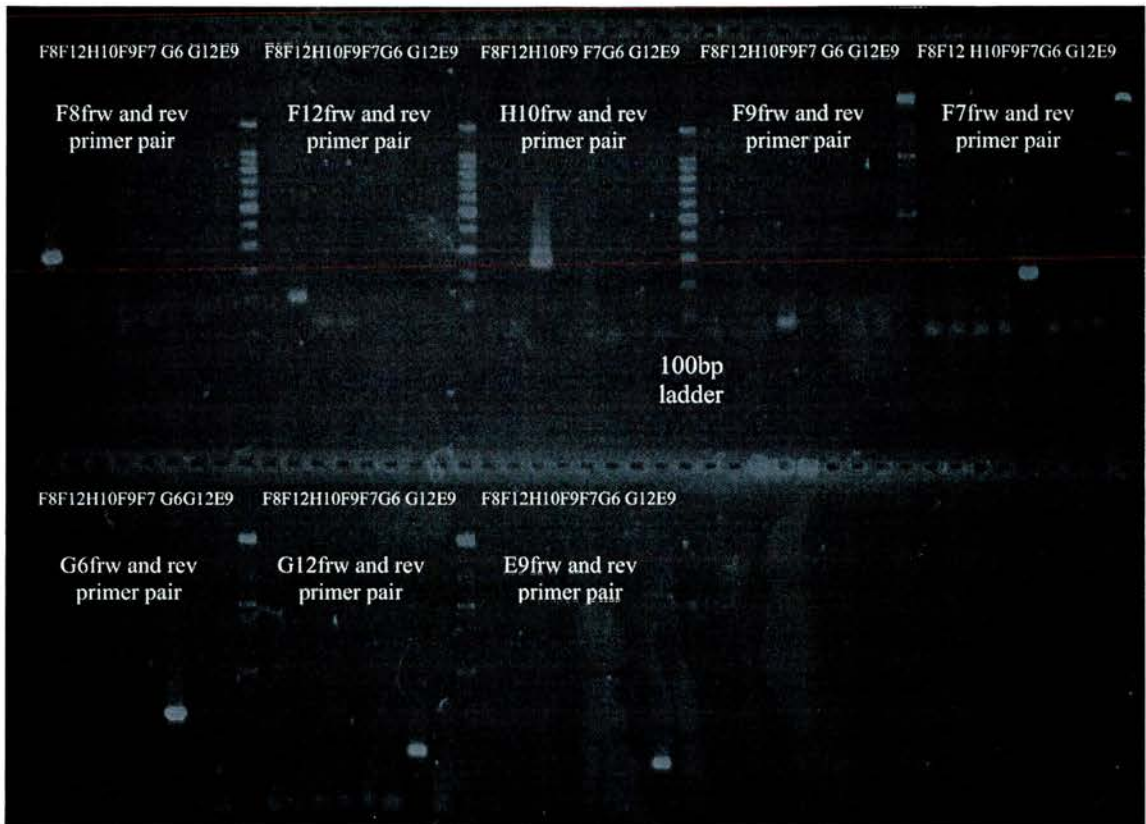 F8F12H10F9F7 G6 G12E9 F8F12H10F9F7G6 G12E9 F8F12H10F9 F7G6 G12E9 F8F12H10F9F7 G6 G12E9 F8F12 H10F9F7G6 G12E9
F8frw and rev
primer pair
F12frw and rev
primer pair
H10frw and rev
primer pair
F9frw and rev
primer pair
F7frw and rev
primer pair
100bp
ladder
F8F12H10F9F7 G6G12E9 F8F12H10F9F7G6 G12E9 F8F12H10F9F7G6 G12E9
G6frw and rev
primer pair
G12frw and rev
primer pair
E9frw and rev
primer pair